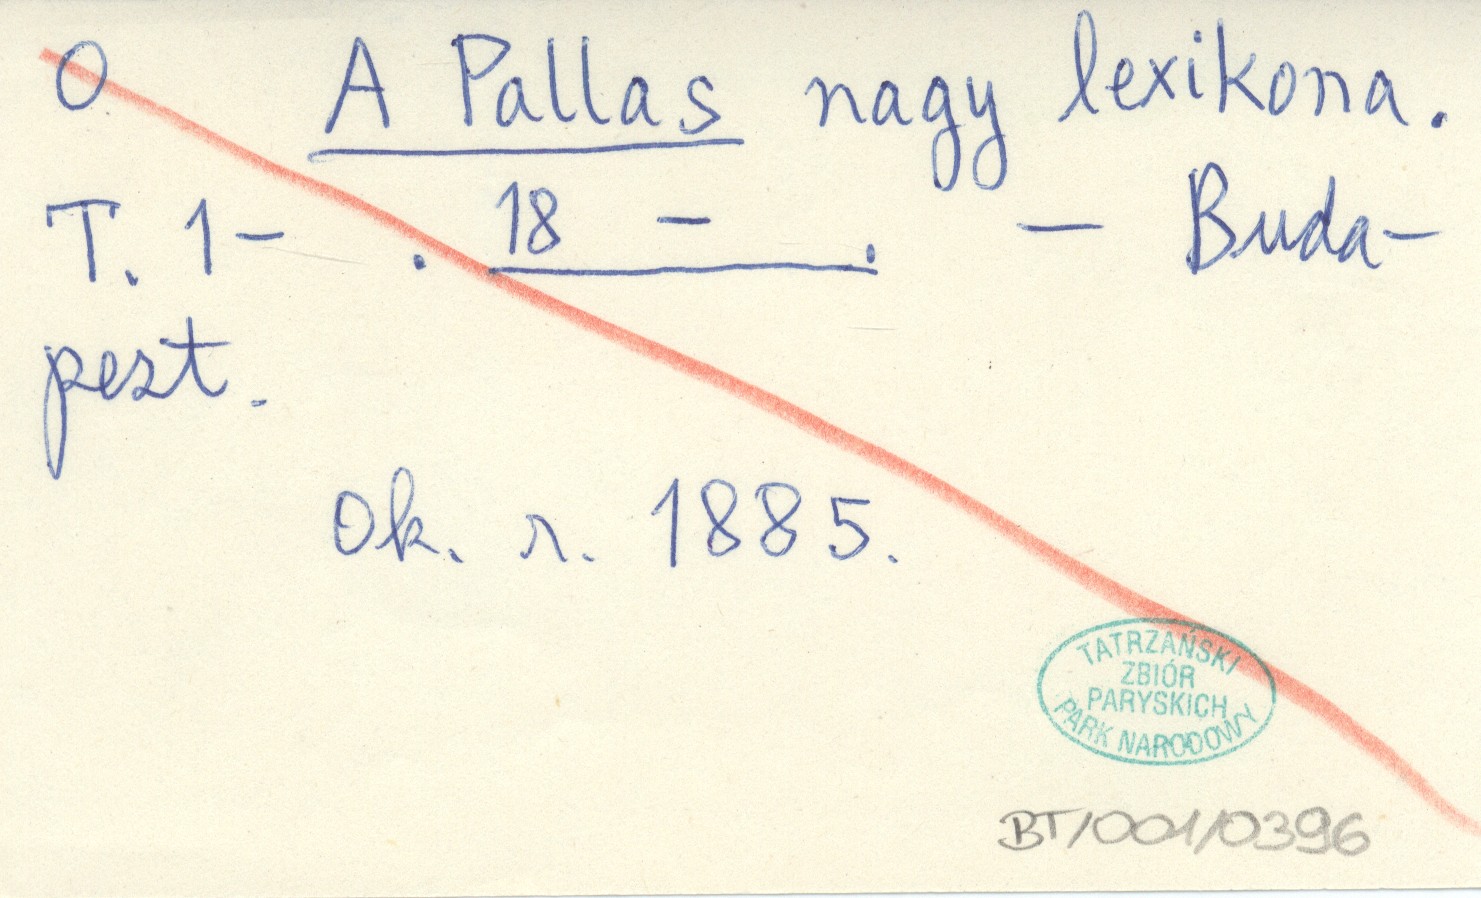 O A Pallas nagy lexikona.
T. 1- . 18 - . - Buda-
pest.
Ok. r. 1885.
TATRZAŃSKI
ZBIÓR
PARYSKICH
PARK NARODOWY
BT/001/0396